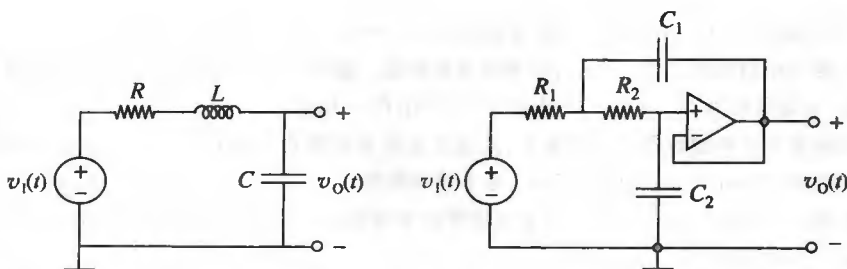 R
L
+
v_I(t)
+
−
C
v_O(t)
−
C_1
R_1
R_2
+
−
+
v_I(t)
+
−
C_2
v_O(t)
−